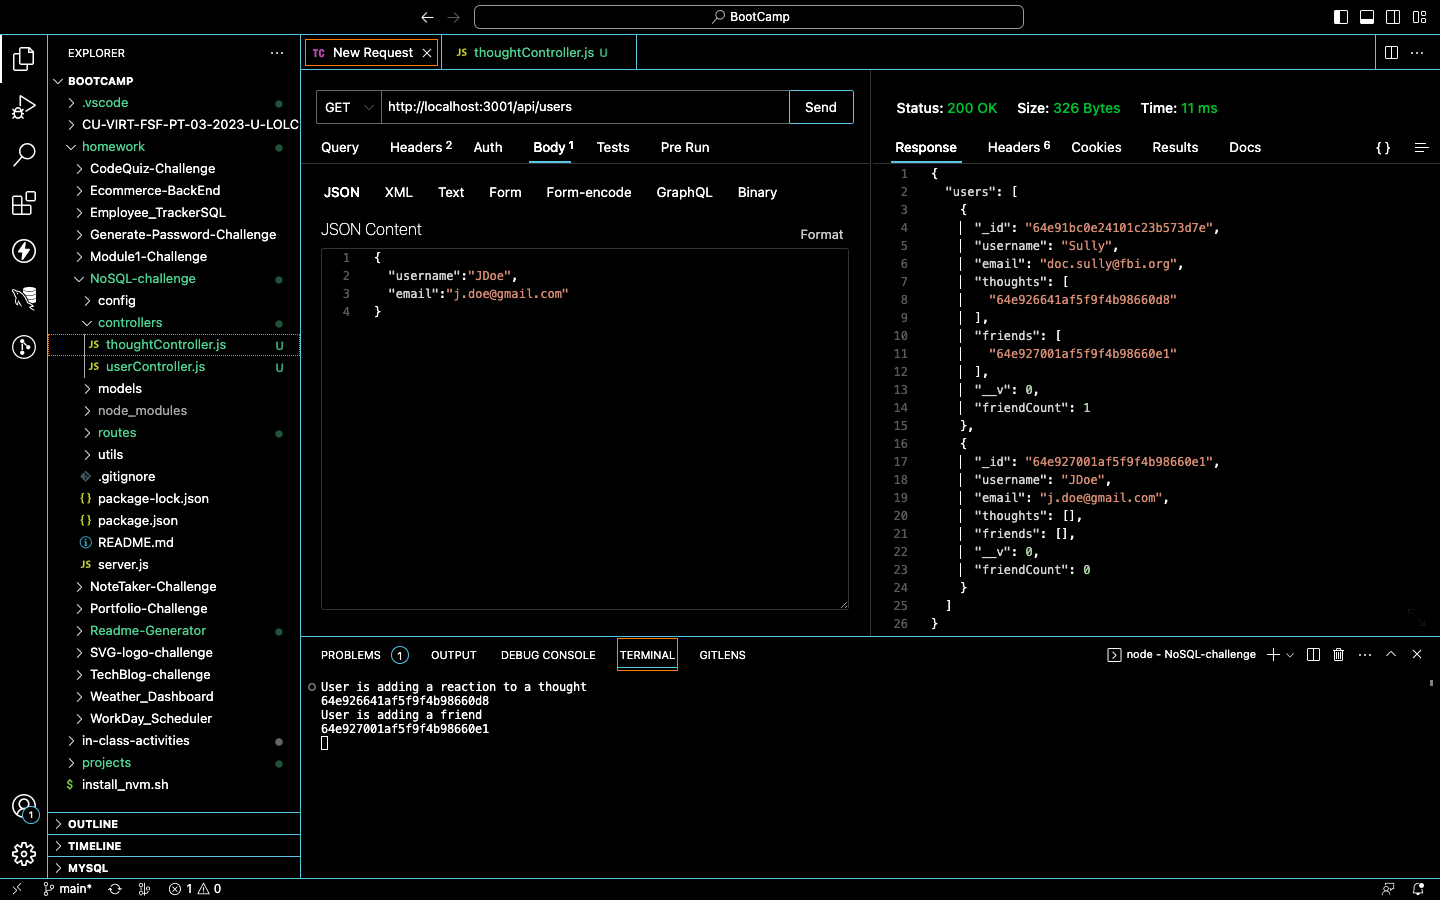 BootCamp
EXPLORER
BOOTCAMP
.vscode
CU-VIRT-FSF-PT-03-2023-U-LOLC
homework
CodeQuiz-Challenge
Ecommerce-BackEnd
Employee_TrackerSQL
Generate-Password-Challenge
Module1-Challenge
NoSQL-challenge
config
controllers
JS thoughtController.js U
JS userController.js U
models
node_modules
routes
utils
.gitignore
{} package-lock.json
{} package.json
README.md
JS server.js
NoteTaker-Challenge
Portfolio-Challenge
Readme-Generator
SVG-logo-challenge
TechBlog-challenge
Weather_Dashboard
WorkDay_Scheduler
in-class-activities
projects
$ install_nvm.sh
OUTLINE
TIMELINE
MYSQL
1
TC New Request
JS thoughtController.js U
GET http://localhost:3001/api/users Send
Query Headers 2 Auth Body 1 Tests Pre Run
JSON XML Text Form Form-encode GraphQL Binary
JSON Content
Format
1 {
2 "username":"JDoe",
3 "email":"j.doe@gmail.com"
4 }
Status: 200 OK Size: 326 Bytes Time: 11 ms
Response Headers 6 Cookies Results Docs {}
1 {
2 "users": [
3 {
4 "_id": "64e91bc0e24101c23b573d7e",
5 "username": "Sully",
6 "email": "doc.sully@fbi.org",
7 "thoughts": [
8 "64e926641af5f9f4b98660d8"
9 ],
10 "friends": [
11 "64e927001af5f9f4b98660e1"
12 ],
13 "__v": 0,
14 "friendCount": 1
15 },
16 {
17 "_id": "64e927001af5f9f4b98660e1",
18 "username": "JDoe",
19 "email": "j.doe@gmail.com",
20 "thoughts": [],
21 "friends": [],
22 "__v": 0,
23 "friendCount": 0
24 }
25 ]
26 }
PROBLEMS 1 OUTPUT DEBUG CONSOLE TERMINAL GITLENS
node - NoSQL-challenge
User is adding a reaction to a thought
64e926641af5f9f4b98660d8
User is adding a friend
64e927001af5f9f4b98660e1
main* 1 0